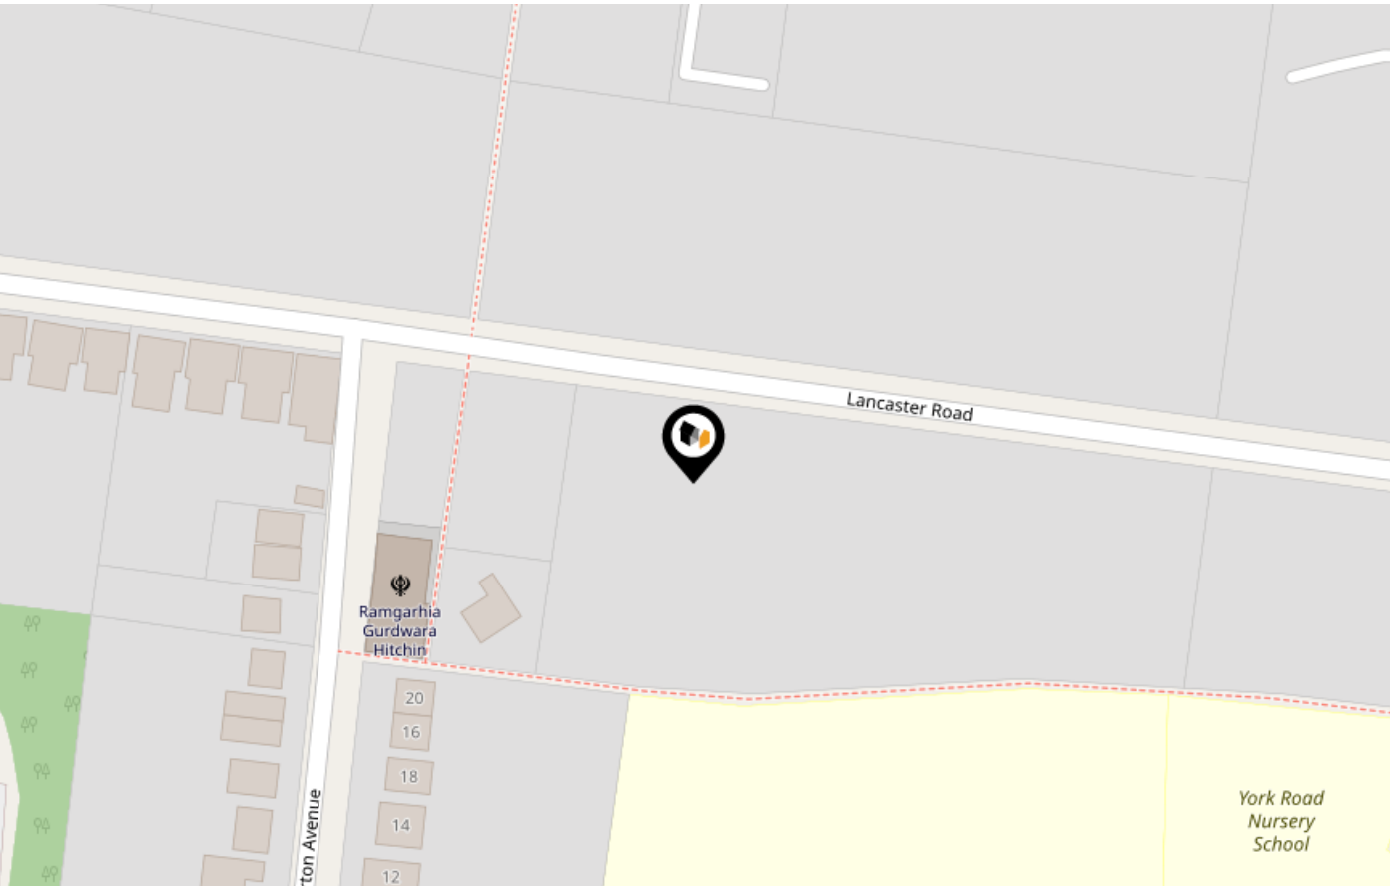 Lancaster Road
Ramgarhia
Gurdwara
Hitchin
20
16
18
14
12
rton Avenue
York Road
Nursery
School